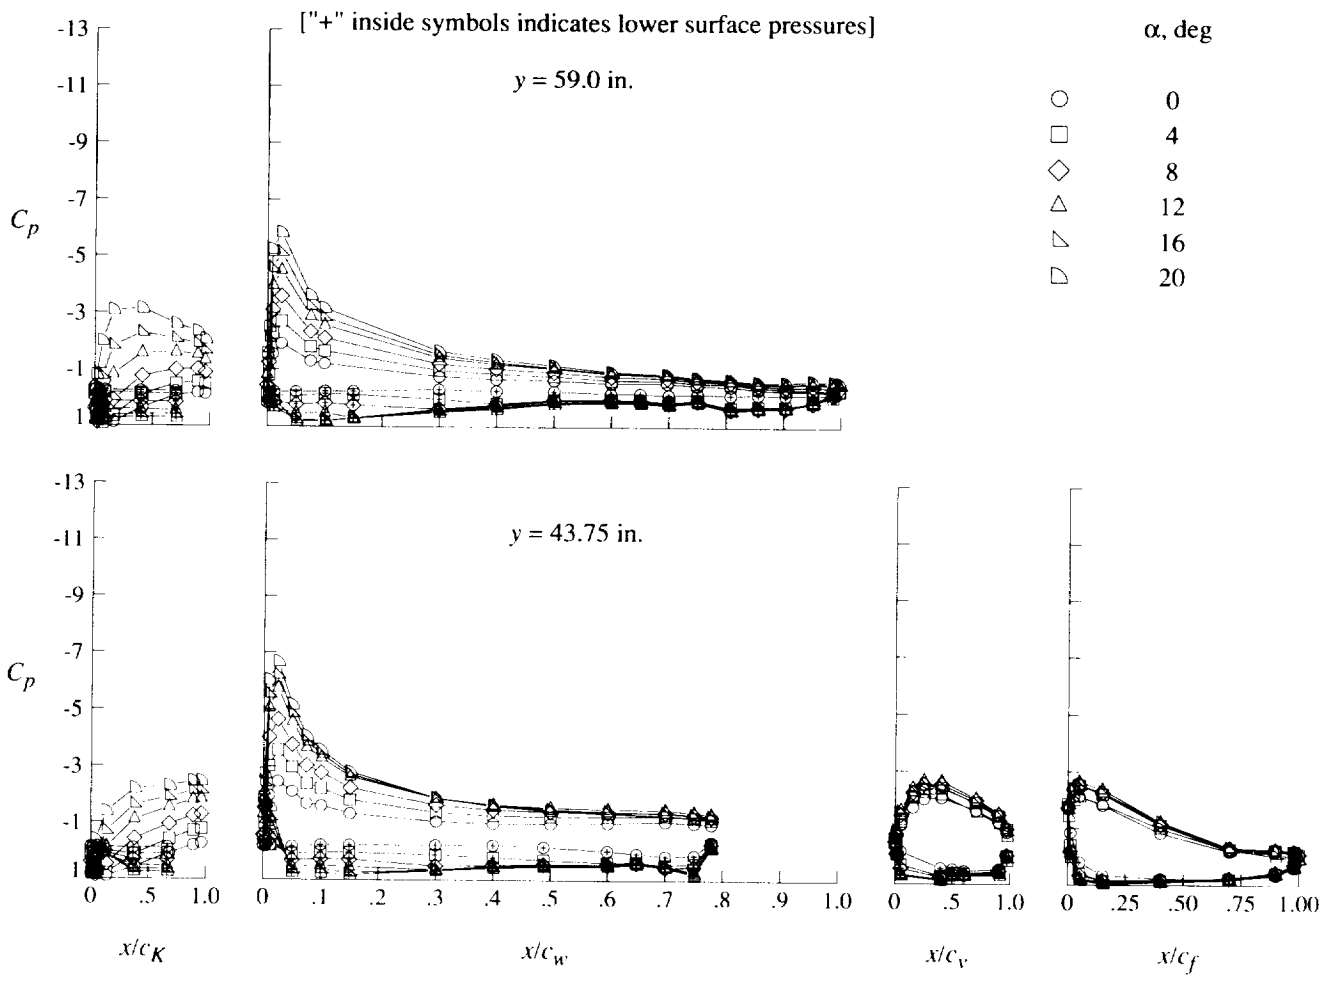 ["+" inside symbols indicates lower surface pressures]
α, deg
y = 59.0 in.
0
4
8
12
16
20
-13
-11
-9
-7
-5
-3
-1
1
C_p
y = 43.75 in.
-13
-11
-9
-7
-5
-3
-1
1
C_p
0 .5 1.0
0 .1 .2 .3 .4 .5 .6 .7 .8 .9 1.0
0 .5 1.0
0 .25 .50 .75 1.00
x/c_K
x/c_w
x/c_v
x/c_f